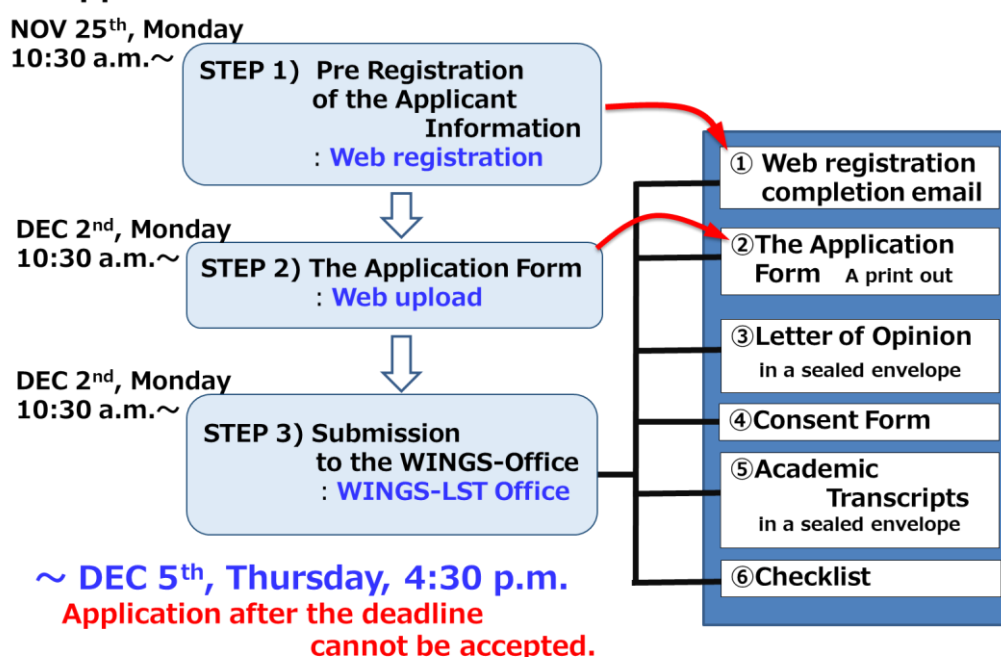 NOV 25th, Monday
10:30 a.m.～
STEP 1) Pre Registration
of the Applicant
Information
: Web registration
DEC 2nd, Monday
10:30 a.m.～
STEP 2) The Application Form
: Web upload
DEC 2nd, Monday
10:30 a.m.～
STEP 3) Submission
to the WINGS-Office
: WINGS-LST Office
～ DEC 5th, Thursday, 4:30 p.m.
Application after the deadline
cannot be accepted.
① Web registration
completion email
②The Application
Form A print out
③Letter of Opinion
in a sealed envelope
④Consent Form
⑤Academic
Transcripts
in a sealed envelope
⑥Checklist